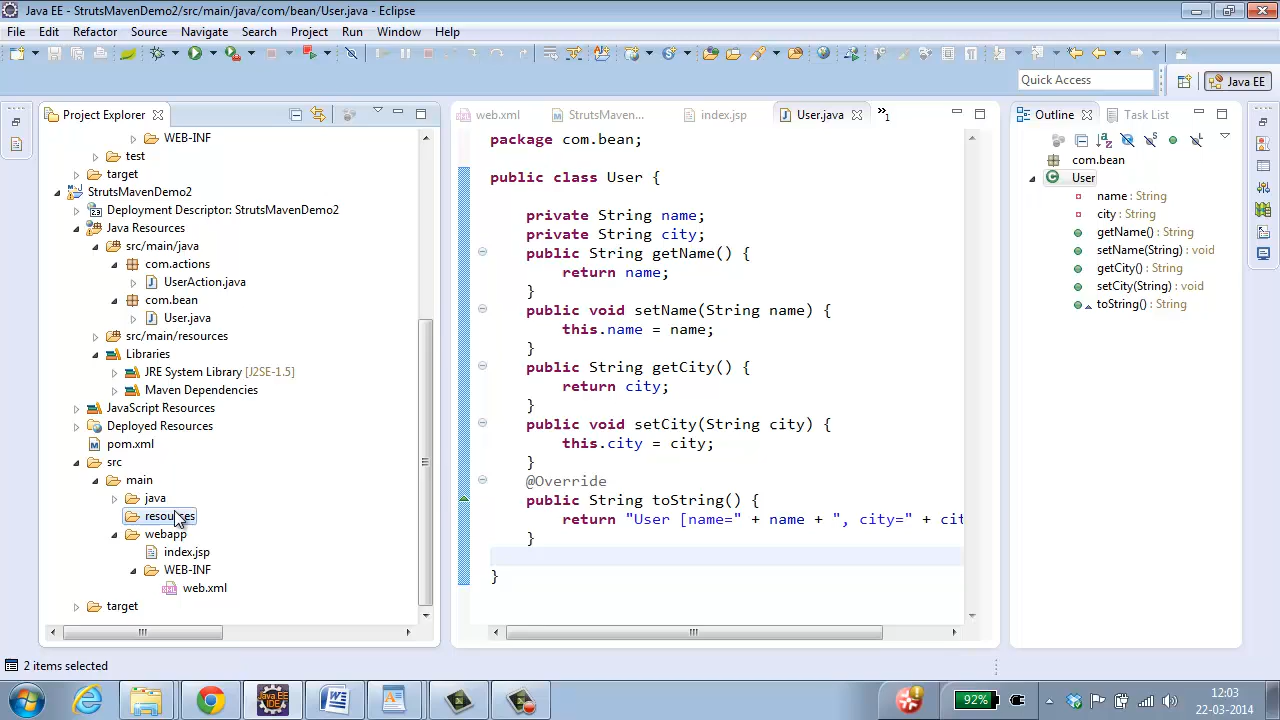 Java EE - StrutsMavenDemo2/src/main/java/com/bean/User.java - Eclipse
File Edit Refactor Source Navigate Search Project Run Window Help
Quick Access
Java EE
Project Explorer
WEB-INF
test
target
StrutsMavenDemo2
Deployment Descriptor: StrutsMavenDemo2
Java Resources
src/main/java
com.actions
UserAction.java
com.bean
User.java
src/main/resources
Libraries
JRE System Library [J2SE-1.5]
Maven Dependencies
JavaScript Resources
Deployed Resources
pom.xml
src
main
java
resources
webapp
index.jsp
WEB-INF
web.xml
target
web.xml StrutsMaven... index.jsp User.java »1
package com.bean;
public class User {
private String name;
private String city;
public String getName() {
return name;
}
public void setName(String name) {
this.name = name;
}
public String getCity() {
return city;
}
public void setCity(String city) {
this.city = city;
}
@Override
public String toString() {
return "User [name=" + name + ", city=" + cit
}
}
Outline Task List
com.bean
User
name : String
city : String
getName() : String
setName(String) : void
getCity() : String
setCity(String) : void
toString() : String
2 items selected
92%
12:03
22-03-2014